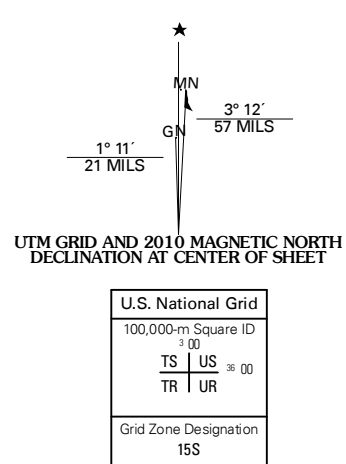 ★
MN
3° 12´
57 MILS
GN
1° 11´
21 MILS
UTM GRID AND 2010 MAGNETIC NORTH
DECLINATION AT CENTER OF SHEET
U.S. National Grid
100,000-m Square ID
3 00
TS US 36 00
TR UR
Grid Zone Designation
15S